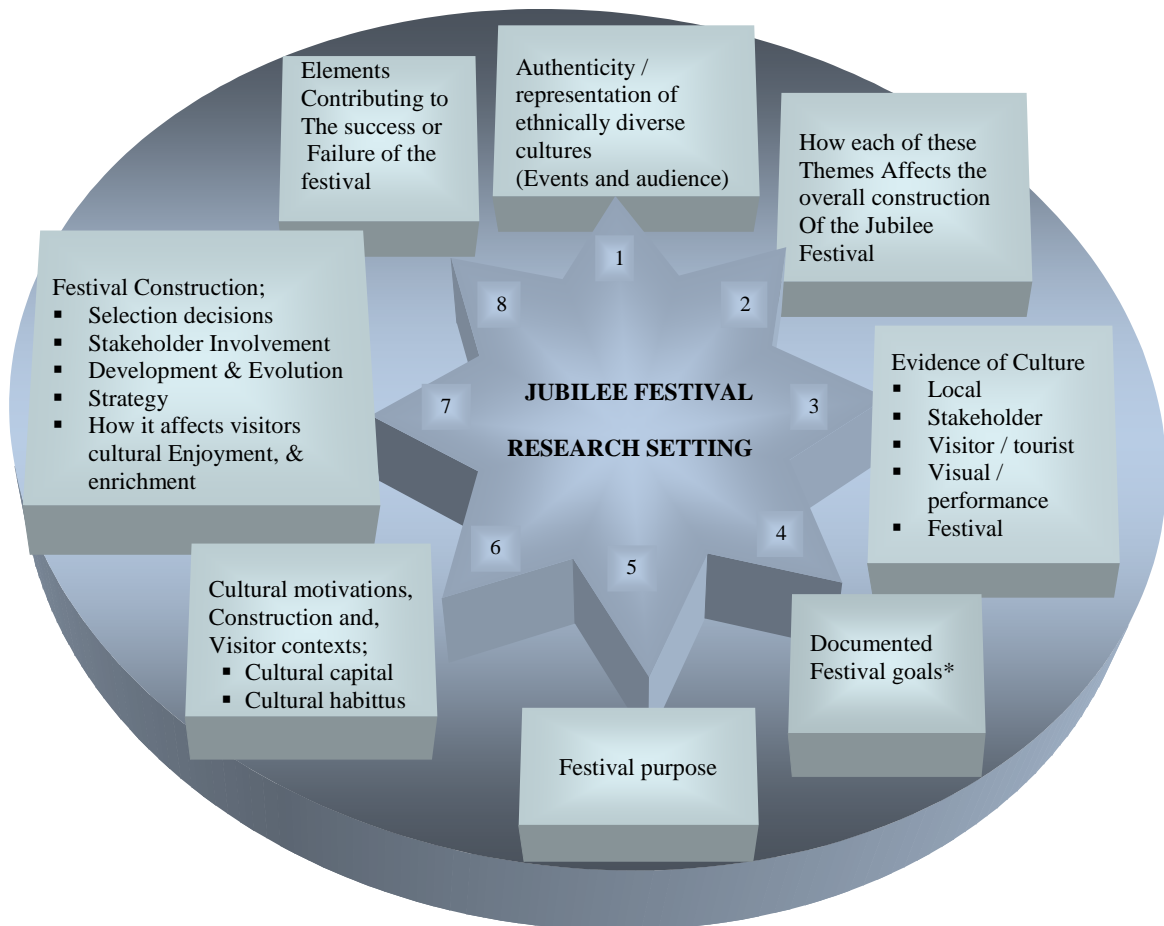 Elements
Contributing to
The success or
Failure of the
festival
Authenticity /
representation of
ethnically diverse
cultures
(Events and audience)
How each of these
Themes Affects the
overall construction
Of the Jubilee
Festival
Festival Construction;
▪ Selection decisions
▪ Stakeholder Involvement
▪ Development & Evolution
▪ Strategy
▪ How it affects visitors
cultural Enjoyment, &
enrichment
1
8
2
7
JUBILEE FESTIVAL
RESEARCH SETTING
3
6
5
4
Evidence of Culture
▪ Local
▪ Stakeholder
▪ Visitor / tourist
▪ Visual /
performance
▪ Festival
Cultural motivations,
Construction and,
Visitor contexts;
▪ Cultural capital
▪ Cultural habittus
Festival purpose
Documented
Festival goals*